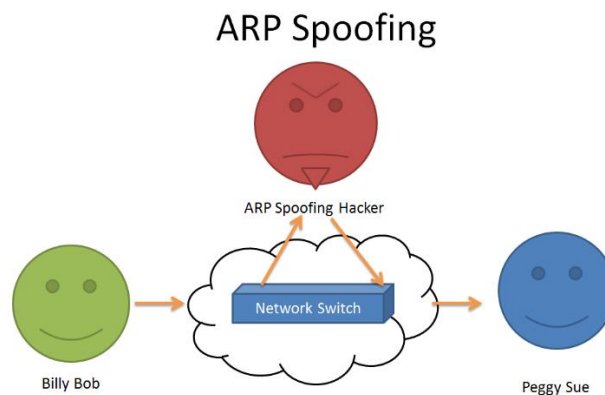 ARP Spoofing
ARP Spoofing Hacker
Network Switch
Billy Bob
Peggy Sue